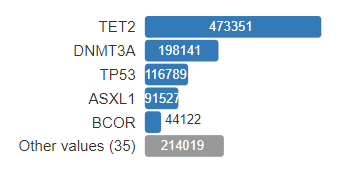 TET2 473351
DNMT3A 198141
TP53 116789
ASXL1 91527
BCOR 44122
Other values (35) 214019